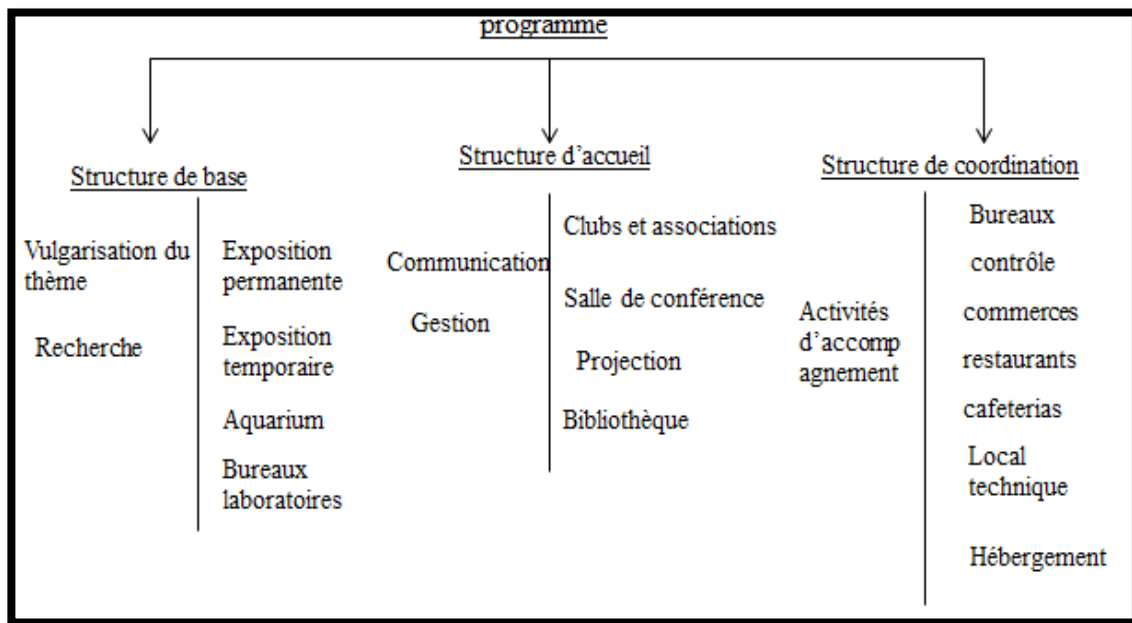 programme
Structure de base
Vulgarisation du
thème
Recherche
Exposition
permanente
Exposition
temporaire
Aquarium
Bureaux
laboratoires
Structure d’accueil
Communication
Gestion
Clubs et associations
Salle de conférence
Projection
Bibliothèque
Structure de coordination
Activités
d’accomp
agnement
Bureaux
contrôle
commerces
restaurants
cafeterias
Local
technique
Hébergement